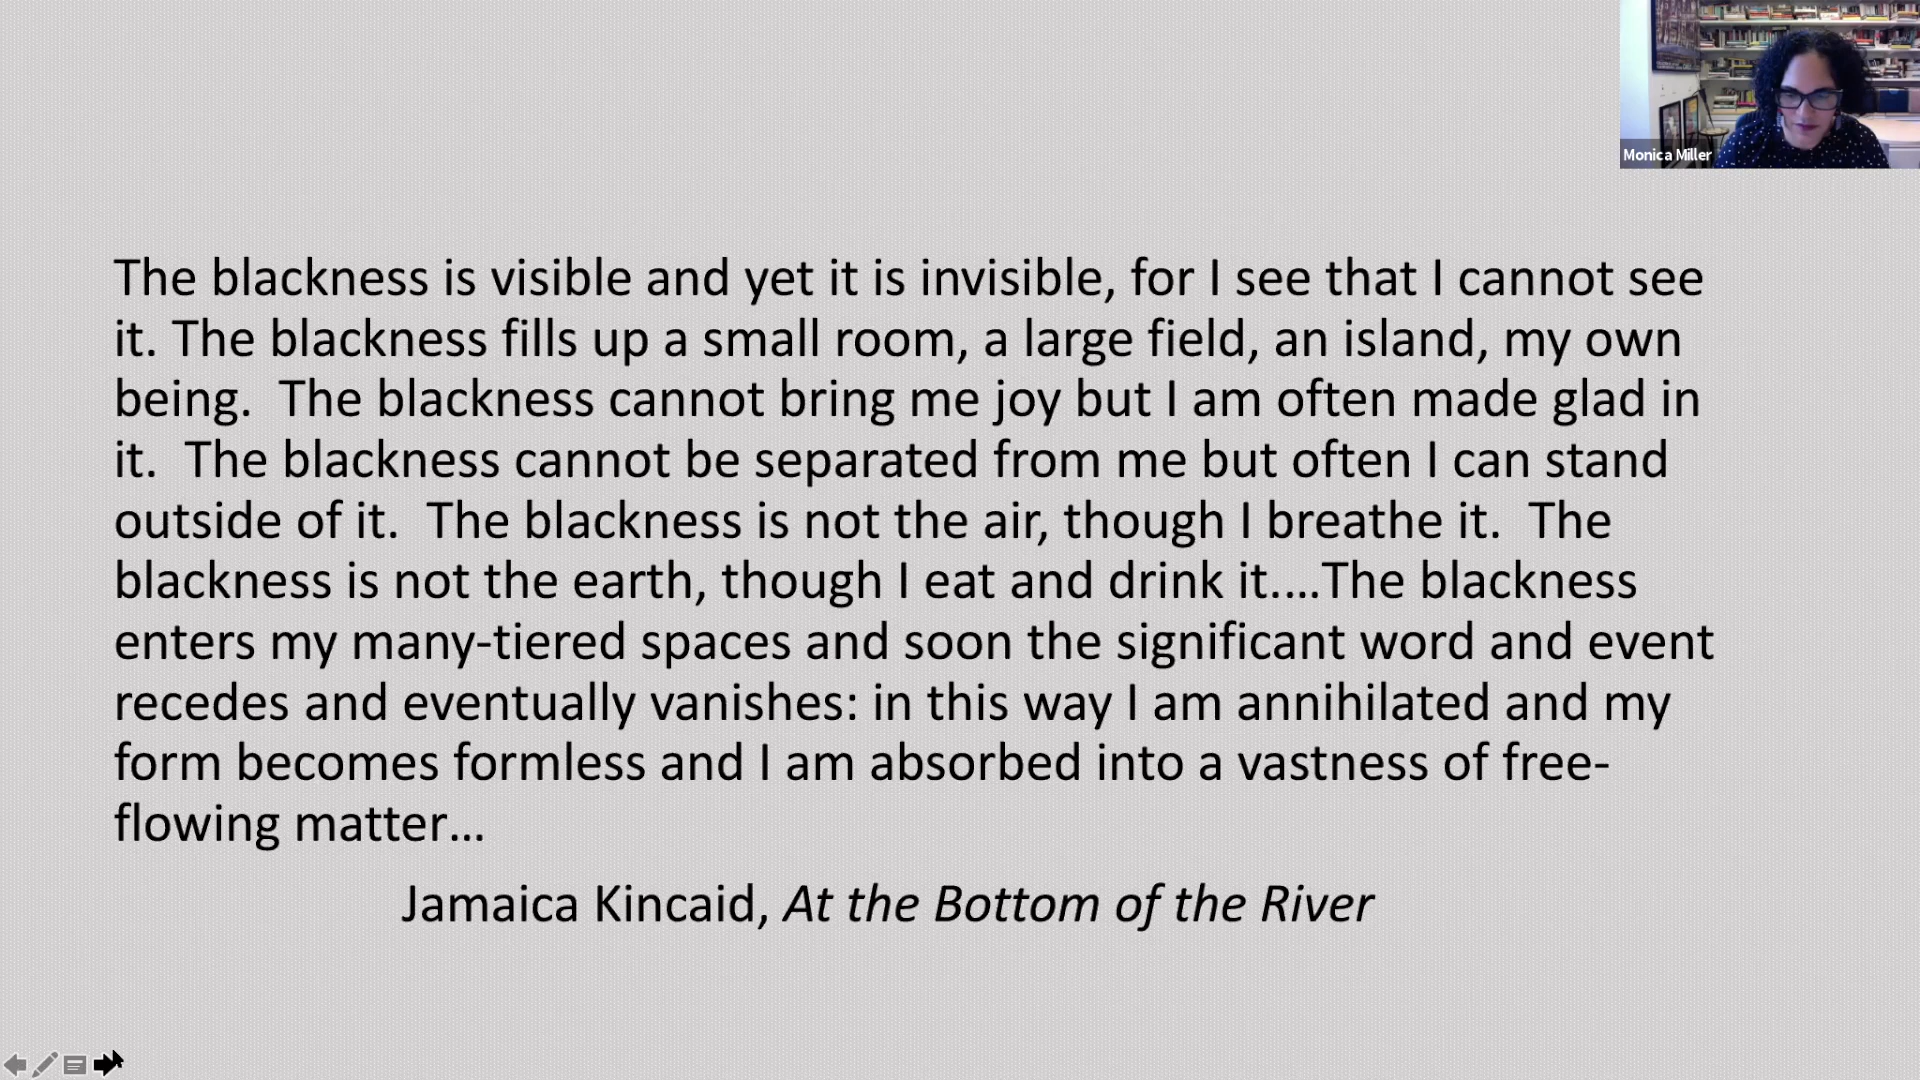 Monica Miller
The blackness is visible and yet it is invisible, for I see that I cannot see
it. The blackness fills up a small room, a large field, an island, my own
being.  The blackness cannot bring me joy but I am often made glad in
it.  The blackness cannot be separated from me but often I can stand
outside of it.  The blackness is not the air, though I breathe it.  The
blackness is not the earth, though I eat and drink it....The blackness
enters my many-tiered spaces and soon the significant word and event
recedes and eventually vanishes: in this way I am annihilated and my
form becomes formless and I am absorbed into a vastness of free-
flowing matter…
Jamaica Kincaid, At the Bottom of the River